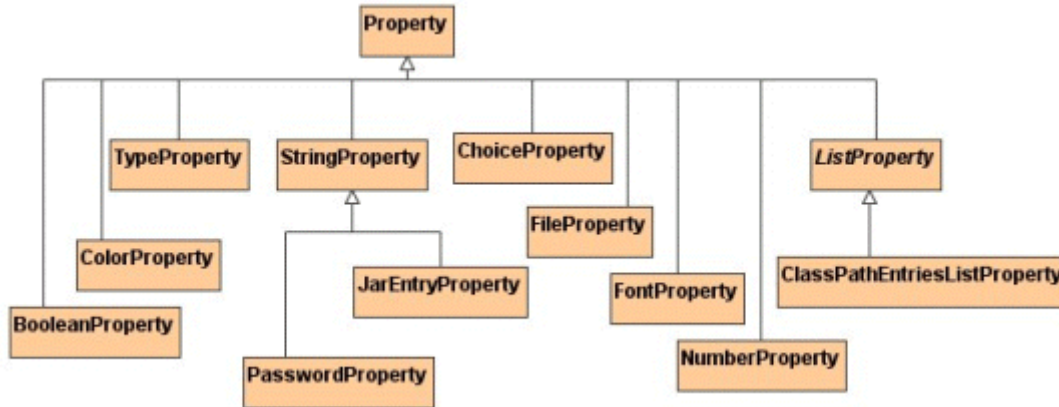 Property
TypeProperty
StringProperty
ChoiceProperty
ListProperty
FileProperty
ColorProperty
JarEntryProperty
FontProperty
ClassPathEntriesListProperty
BooleanProperty
NumberProperty
PasswordProperty